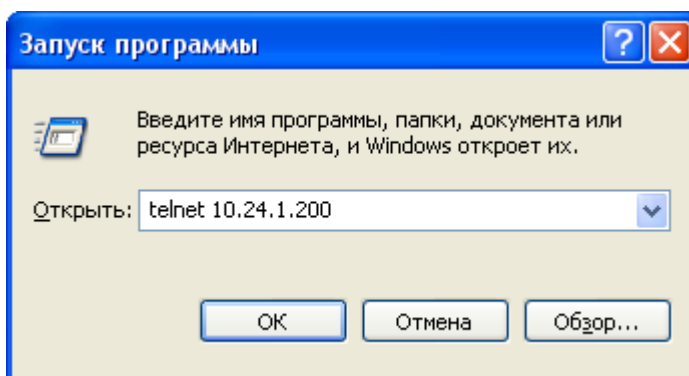 Запуск программы
Введите имя программы, папки, документа или
ресурса Интернета, и Windows откроет их.
Открыть: telnet 10.24.1.200
ОК Отмена Обзор...